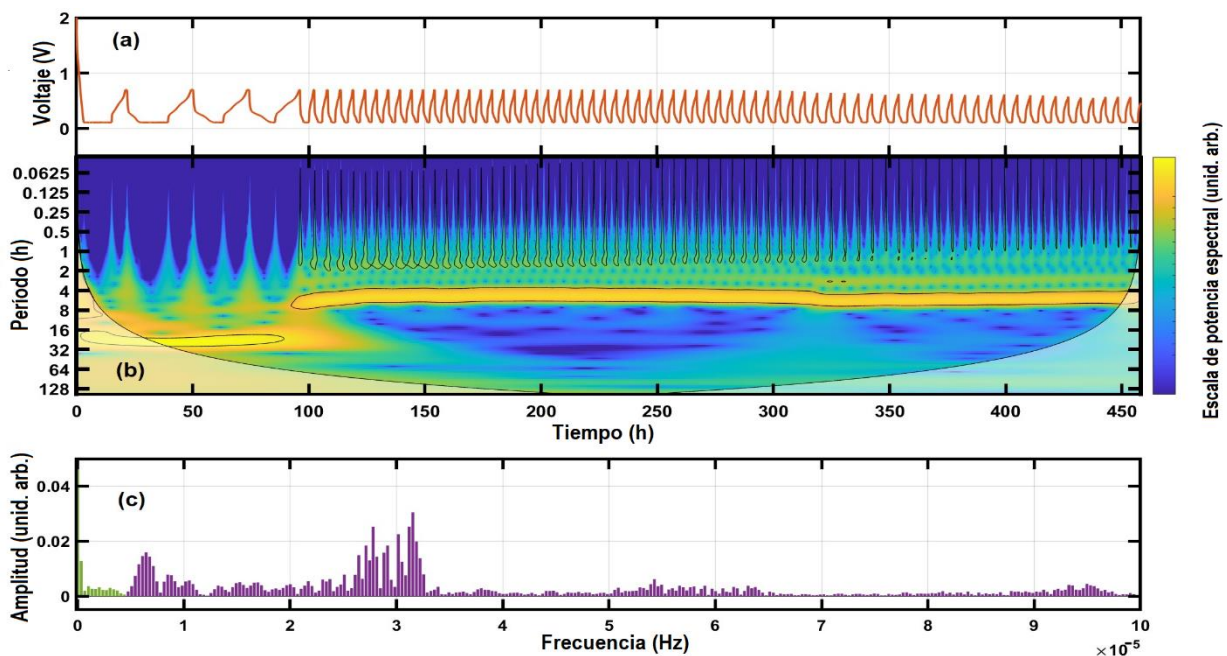 (a)
Voltaje (V)
2
1
0
0.0625
0.125
0.25
0.5
1
2
4
8
16
32
64
128
Periodo (h)
(b)
0 50 100 150 200 250 300 350 400 450
Tiempo (h)
Escala de potencia espectral (unid. arb.)
(c)
Amplitud (unid. arb.)
0.04
0.02
0
0 1 2 3 4 5 6 7 8 9 10
Frecuencia (Hz)
×10⁻⁵